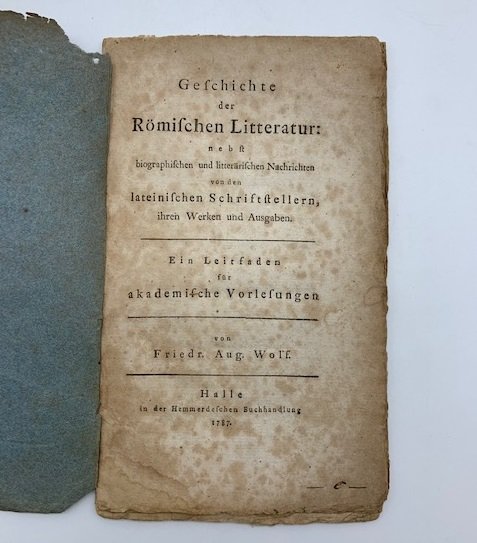 Geſchichte
der
Römiſchen Litteratur:
nebſt
biographiſchen und litteräriſchen Nachrichten
von den
lateiniſchen Schriftſtellern,
ihren Werken und Ausgaben.
Ein Leitfaden
für
akademiſche Vorleſungen
von
Friedr. Aug. Wolf.
Halle
in der Hemmerdeſchen Buchhandlung
1787.